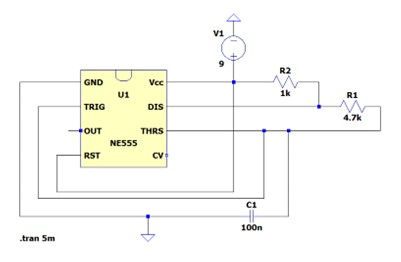 V1
9
GND
U1
Vcc
R2
1k
TRIG
DIS
R1
4.7k
OUT
THRS
NE555
RST
CV
C1
100n
.tran 5m